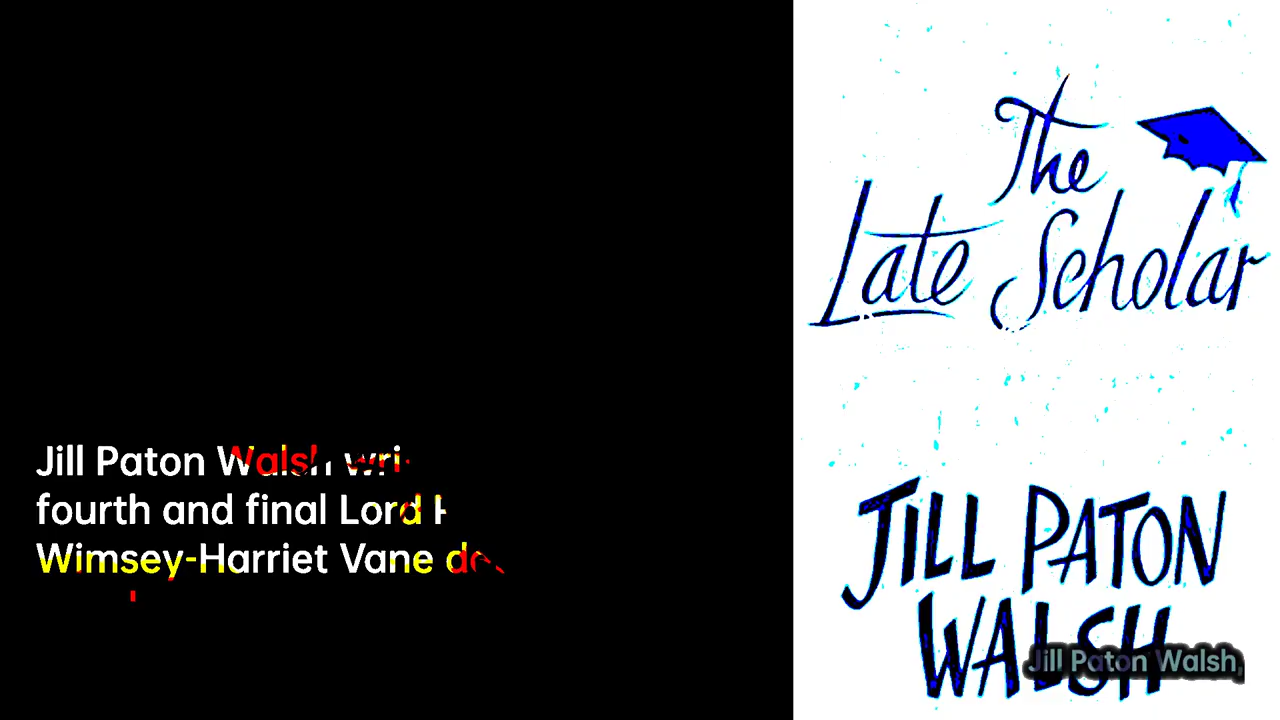 Jill Paton Walsh wri
fourth and final Lord
Wimsey-Harriet Vane
The
Late Scholar
JILL PATON
WALSH
Jill Paton Walsh,